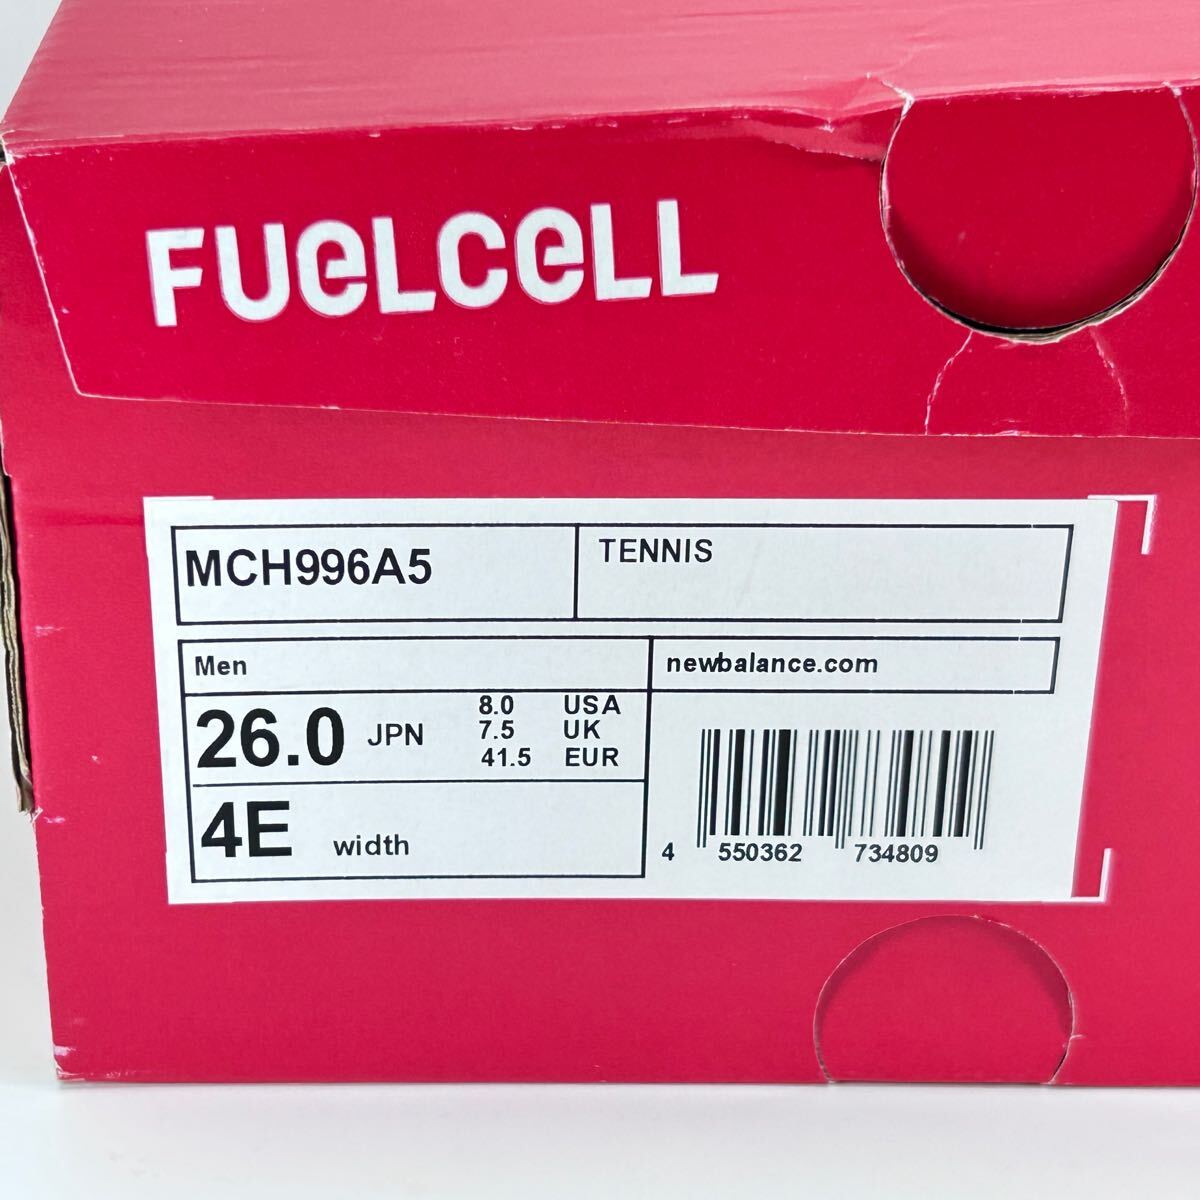 FUeLCeLL
MCH996A5
TENNIS
Men
newbalance.com
26.0 JPN
8.0 USA
7.5 UK
41.5 EUR
4E width
4 550362 734809